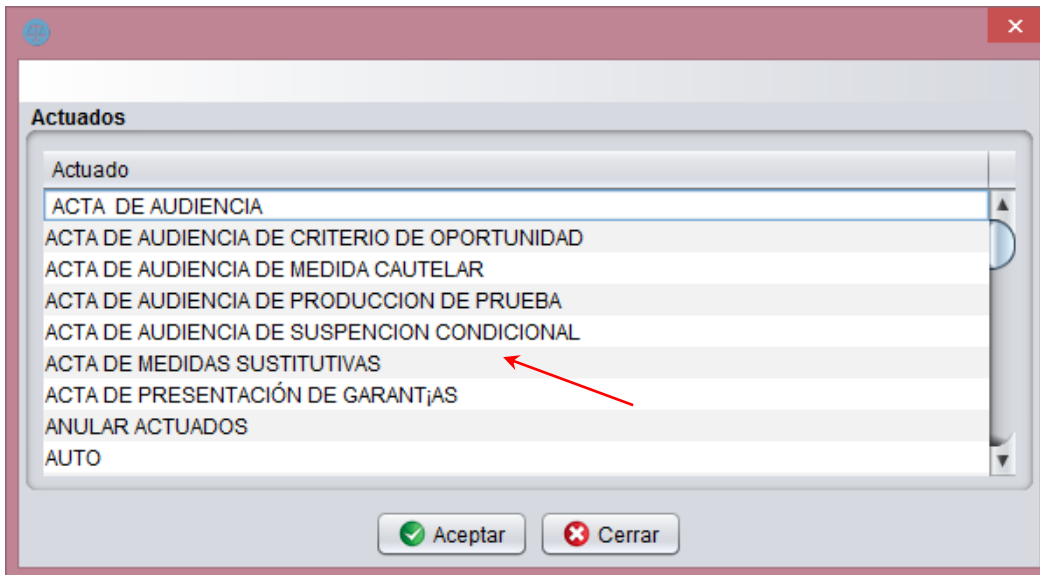 Actuados
Actuado
ACTA DE AUDIENCIA
ACTA DE AUDIENCIA DE CRITERIO DE OPORTUNIDAD
ACTA DE AUDIENCIA DE MEDIDA CAUTELAR
ACTA DE AUDIENCIA DE PRODUCCION DE PRUEBA
ACTA DE AUDIENCIA DE SUSPENCION CONDICIONAL
ACTA DE MEDIDAS SUSTITUTIVAS
ACTA DE PRESENTACIÓN DE GARANT¡AS
ANULAR ACTUADOS
AUTO
Aceptar Cerrar